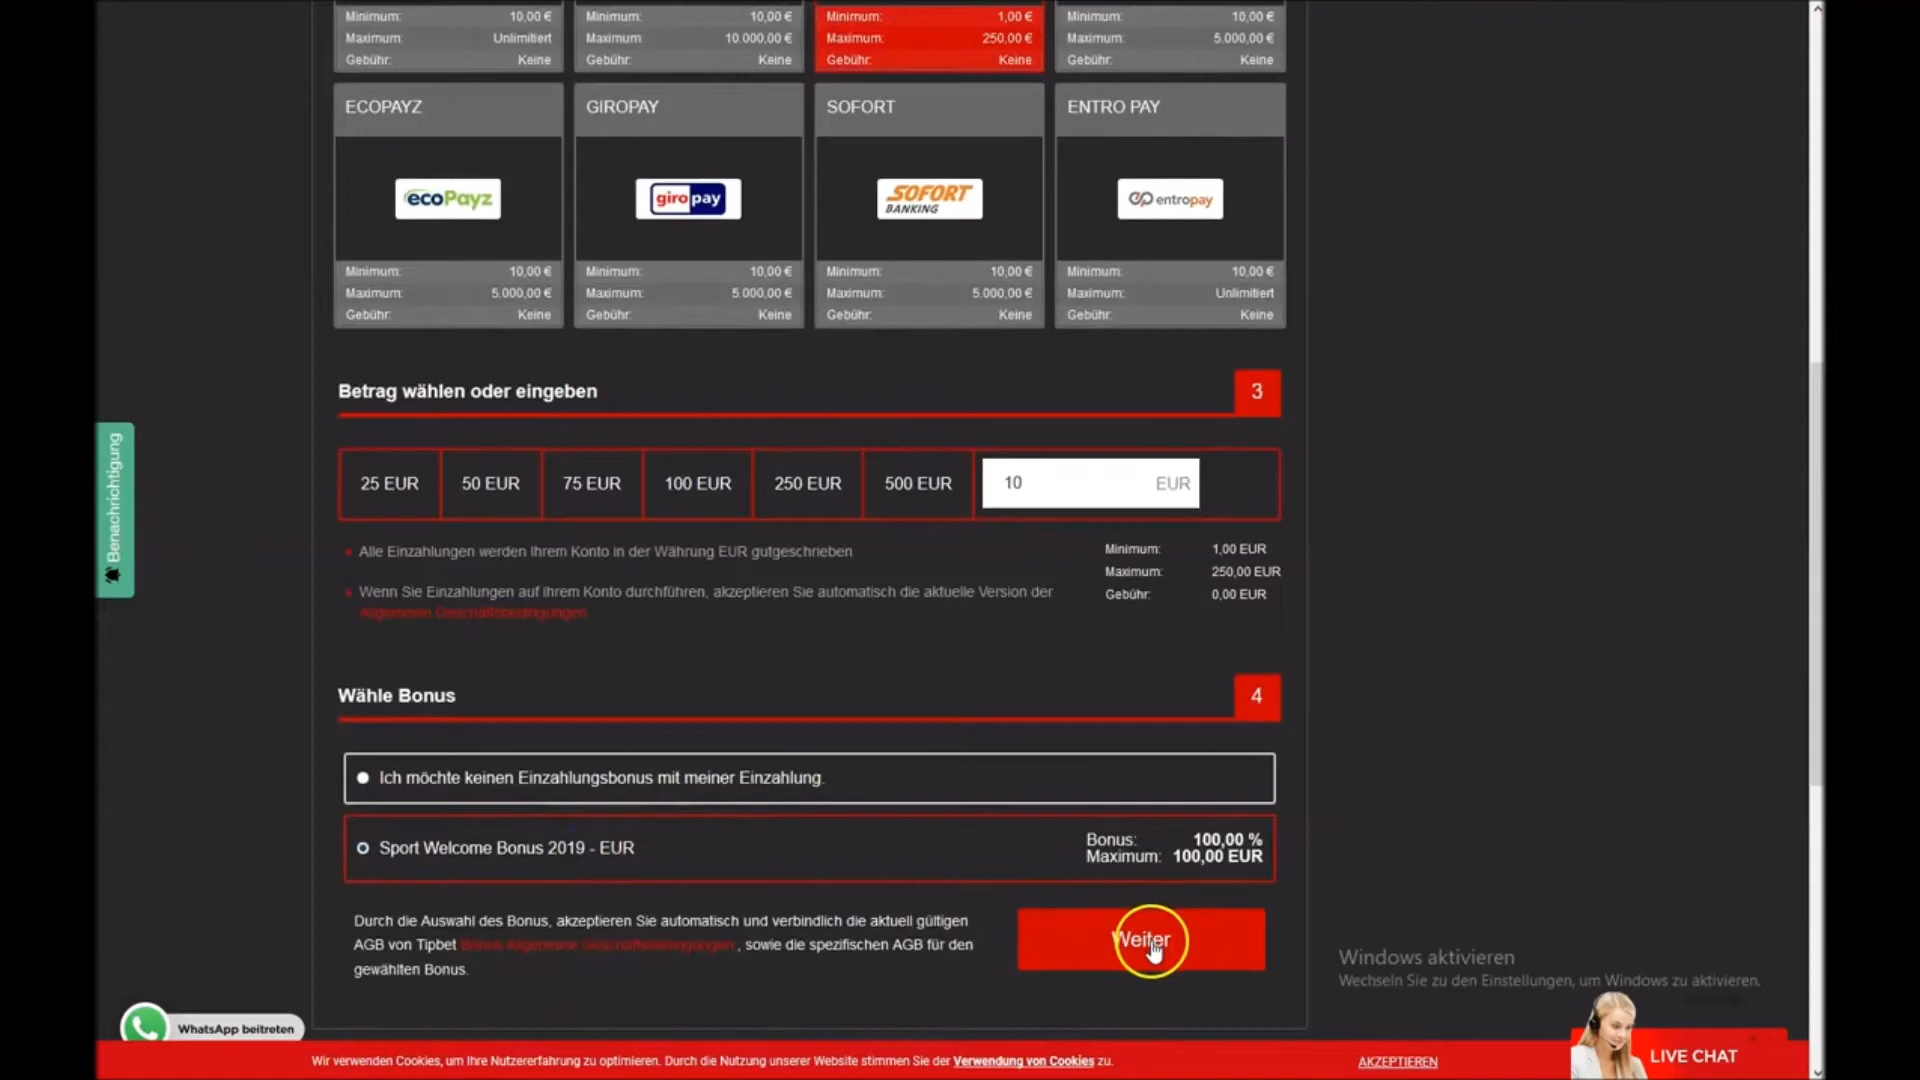 Minimum: 10,00 € Minimum: 10,00 € Minimum: 1,00 € Minimum: 10,00 €
Maximum: Unlimitiert Maximum: 10.000,00 € Maximum: 250,00 € Maximum: 5.000,00 €
Gebühr: Keine Gebühr: Keine Gebühr: Keine Gebühr: Keine
ECOPAYZ GIROPAY SOFORT ENTRO PAY
ecoPayz giropay SOFORT BANKING entropay
Minimum: 10,00 € Minimum: 10,00 € Minimum: 10,00 € Minimum: 10,00 €
Maximum: 5.000,00 € Maximum: 5.000,00 € Maximum: 5.000,00 € Maximum: Unlimitiert
Gebühr: Keine Gebühr: Keine Gebühr: Keine Gebühr: Keine
Betrag wählen oder eingeben 3
Benachrichtigung
25 EUR 50 EUR 75 EUR 100 EUR 250 EUR 500 EUR 10 EUR
Alle Einzahlungen werden Ihrem Konto in der Währung EUR gutgeschrieben
Minimum: 1,00 EUR
Maximum: 250,00 EUR
Gebühr: 0,00 EUR
Wenn Sie Einzahlungen auf Ihrem Konto durchführen, akzeptieren Sie automatisch die aktuelle Version der
Allgemeinen Geschäftsbedingungen
Wähle Bonus 4
Ich möchte keinen Einzahlungsbonus mit meiner Einzahlung.
Sport Welcome Bonus 2019 - EUR
Bonus: 100,00 %
Maximum: 100,00 EUR
Durch die Auswahl des Bonus, akzeptieren Sie automatisch und verbindlich die aktuell gültigen
AGB von Tipbet Bonus Allgemeine Geschäftsbedingungen , sowie die spezifischen AGB für den
gewählten Bonus.
Weiter
Windows aktivieren
Wechseln Sie zu den Einstellungen, um Windows zu aktivieren.
WhatsApp beitreten
Wir verwenden Cookies, um Ihre Nutzererfahrung zu optimieren. Durch die Nutzung unserer Website stimmen Sie der Verwendung von Cookies zu.
AKZEPTIEREN
LIVE CHAT